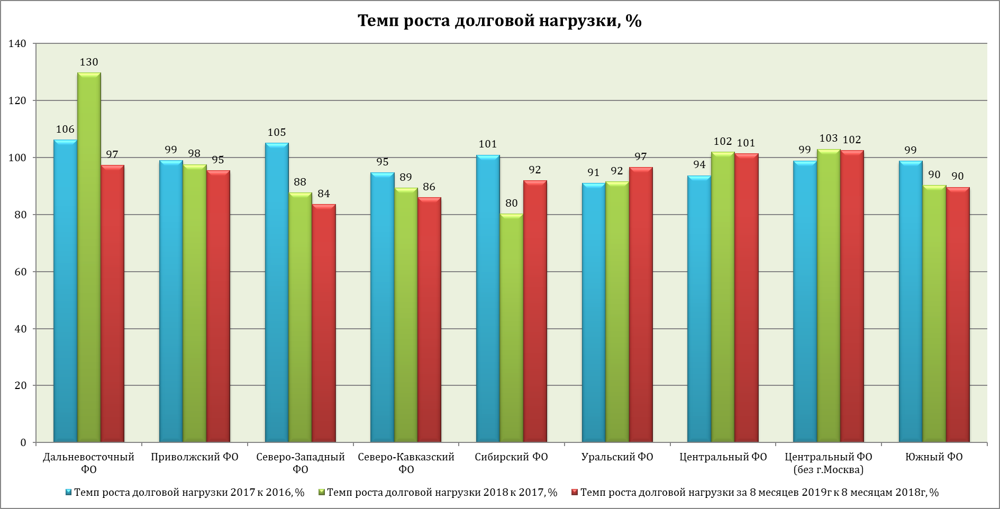 Темп роста долговой нагрузки, %
140
120
100
80
60
40
20
0
106
130
97
99
98
95
105
88
84
95
89
86
101
80
92
91
92
97
94
102
101
99
103
102
99
90
90
Дальневосточный
ФО
Приволжский ФО
Северо-Западный
ФО
Северо-Кавказский
ФО
Сибирский ФО
Уральский ФО
Центральный ФО
Центральный ФО
(без г.Москва)
Южный ФО
Темп роста долговой нагрузки 2017 к 2016, %
Темп роста долговой нагрузки 2018 к 2017, %
Темп роста долговой нагрузки за 8 месяцев 2019г к 8 месяцам 2018г, %